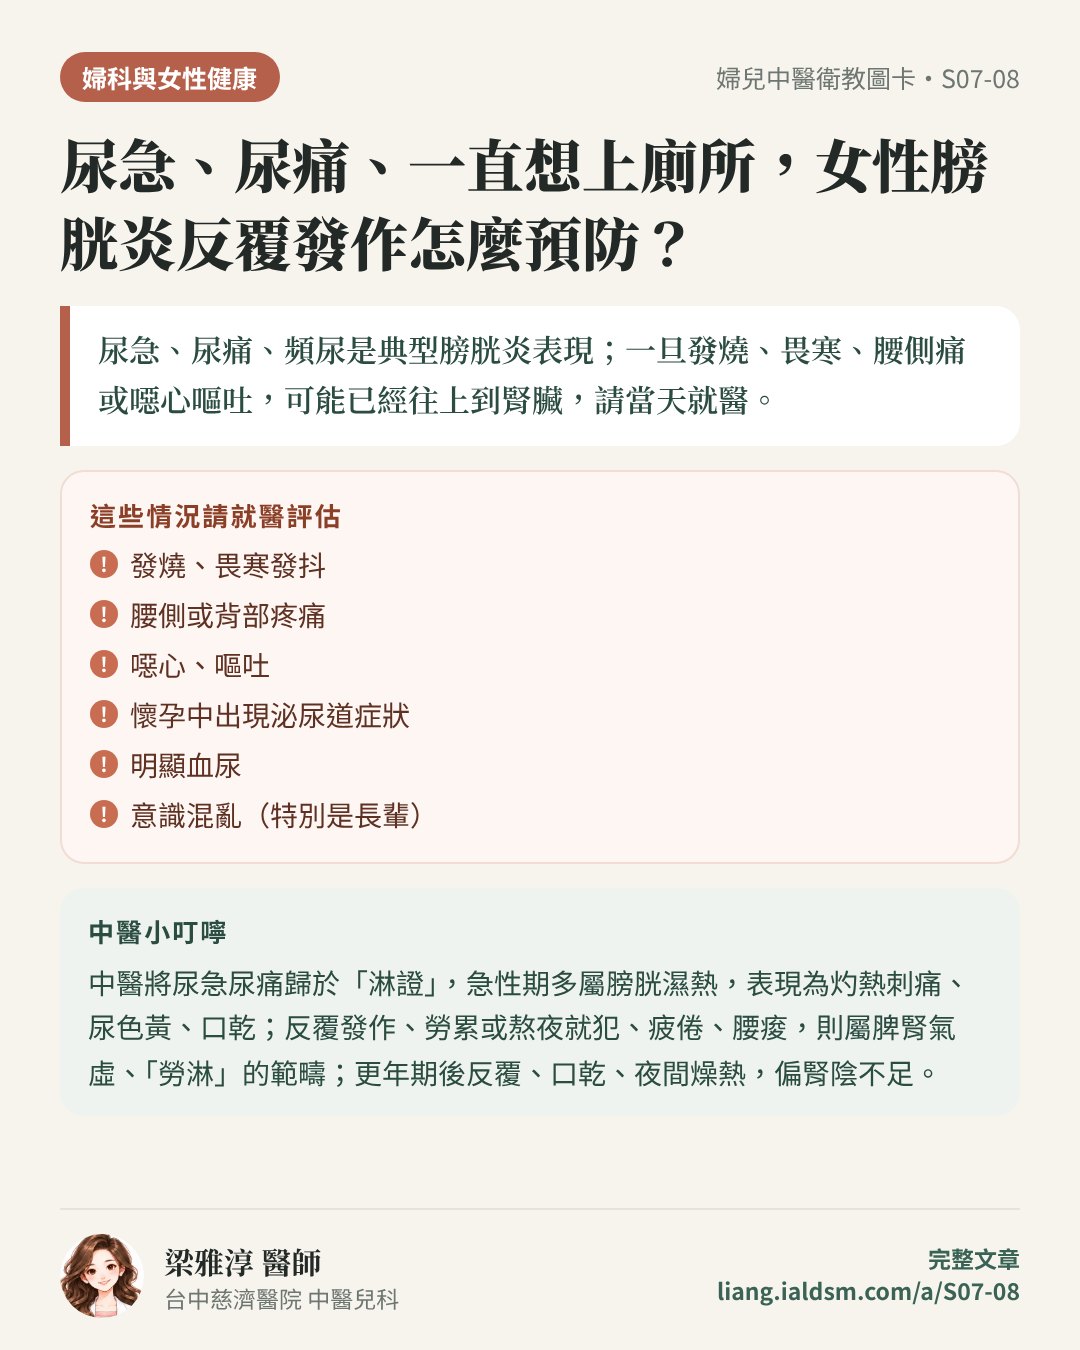 婦科與女性健康
婦兒中醫衛教圖卡・S07-08
尿急、尿痛、一直想上廁所，女性膀
胱炎反覆發作怎麼預防？
尿急、尿痛、頻尿是典型膀胱炎表現；一旦發燒、畏寒、腰側痛
或噁心嘔吐，可能已經往上到腎臟，請當天就醫。
這些情況請就醫評估
! 發燒、畏寒發抖
! 腰側或背部疼痛
! 噁心、嘔吐
! 懷孕中出現泌尿道症狀
! 明顯血尿
! 意識混亂（特別是長輩）
中醫小叮嚀
中醫將尿急尿痛歸於「淋證」，急性期多屬膀胱濕熱，表現為灼熱刺痛、
尿色黃、口乾；反覆發作、勞累或熬夜就犯、疲倦、腰痠，則屬脾腎氣
虛、「勞淋」的範疇；更年期後反覆、口乾、夜間燥熱，偏腎陰不足。
梁雅淳 醫師
台中慈濟醫院 中醫兒科
完整文章
liang.ialdsm.com/a/S07-08